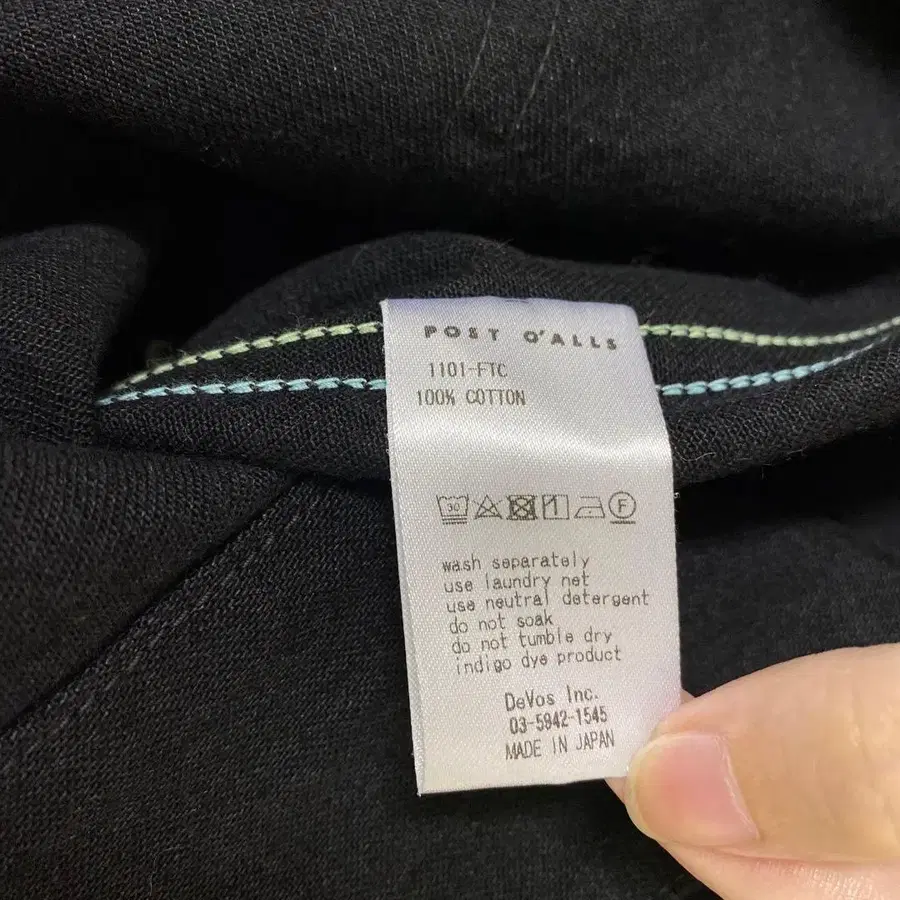 POST O'ALLS
1101-FTC
100% COTTON
30 F
wash separately
use laundry net
use neutral detergent
do not soak
do not tumble dry
indigo dye product
DeVos Inc.
03-5942-1545
MADE IN JAPAN